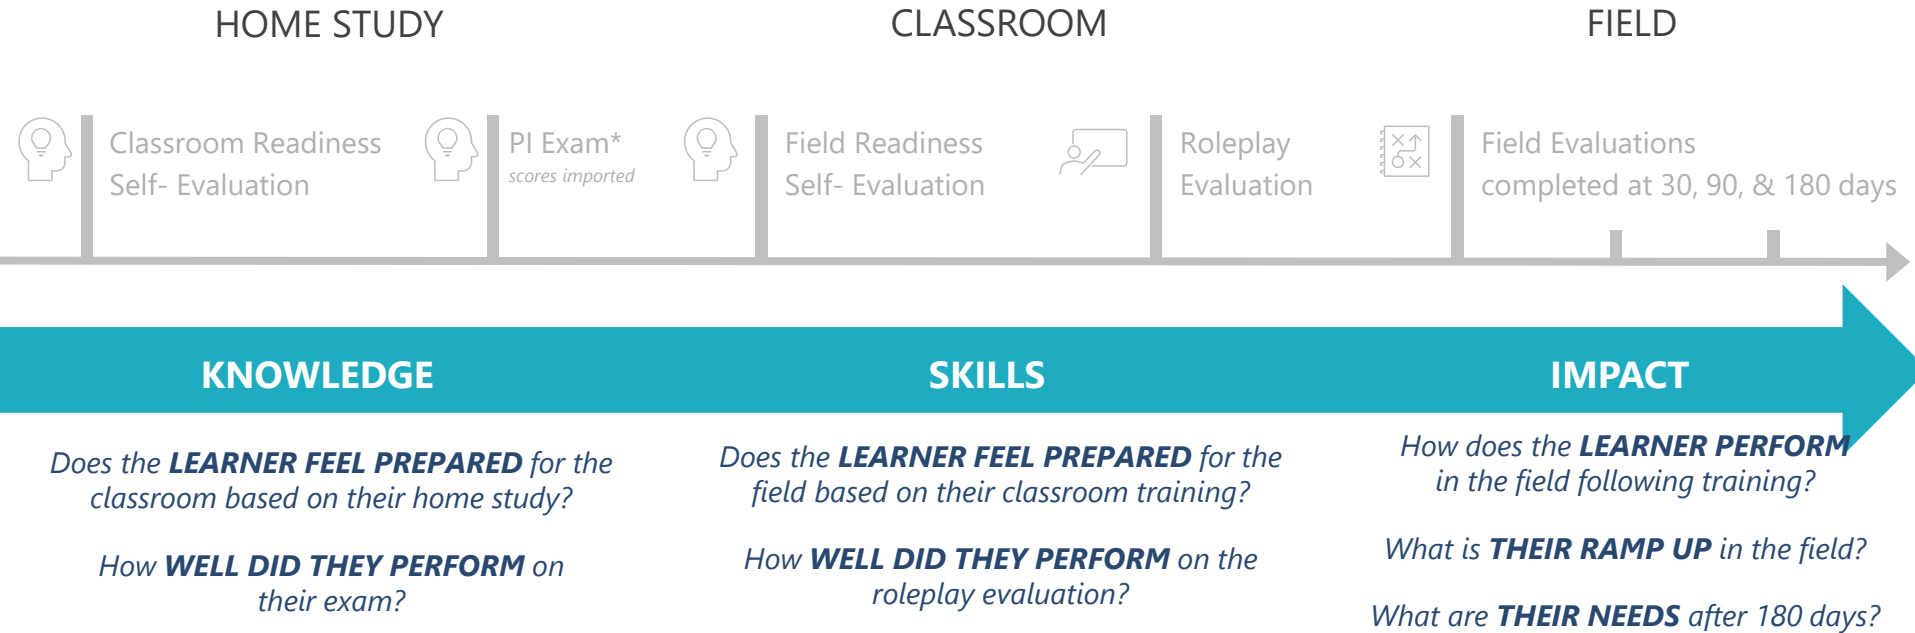 HOME STUDY
CLASSROOM
FIELD
Classroom Readiness
Self- Evaluation
PI Exam*
scores imported
Field Readiness
Self- Evaluation
Roleplay
Evaluation
Field Evaluations
completed at 30, 90, & 180 days
KNOWLEDGE
SKILLS
IMPACT
Does the LEARNER FEEL PREPARED for the
classroom based on their home study?
How WELL DID THEY PERFORM on
their exam?
Does the LEARNER FEEL PREPARED for the
field based on their classroom training?
How WELL DID THEY PERFORM on the
roleplay evaluation?
How does the LEARNER PERFORM
in the field following training?
What is THEIR RAMP UP in the field?
What are THEIR NEEDS after 180 days?